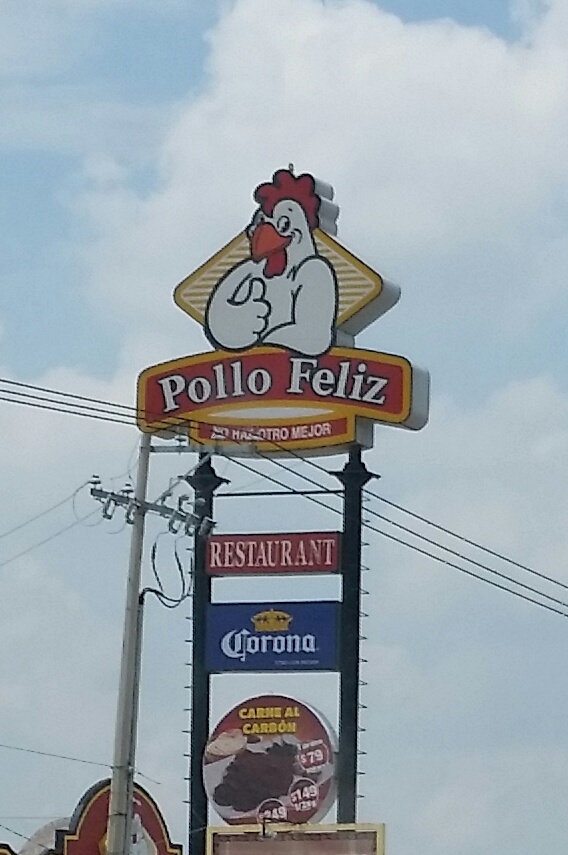 Pollo Feliz
NO HAY OTRO MEJOR
RESTAURANT
Corona
CARNE AL
CARBÓN
$79
$149
$249